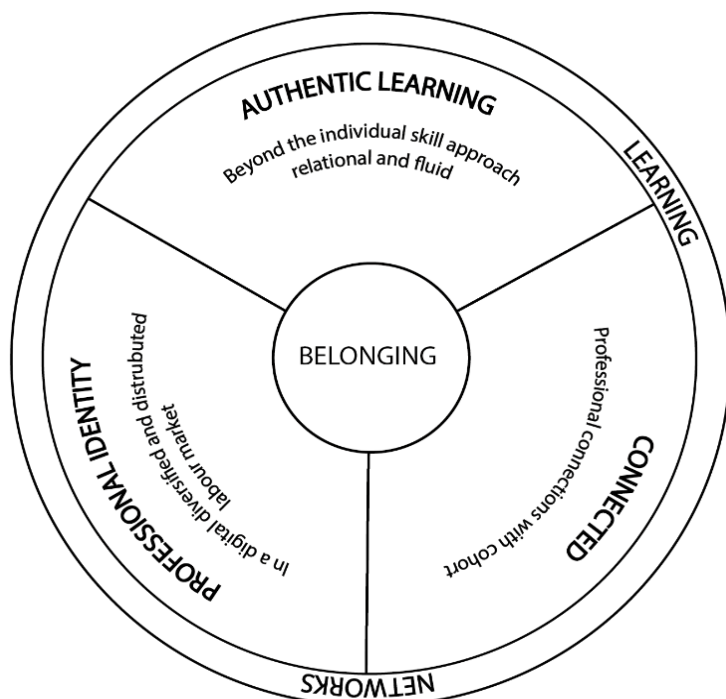 AUTHENTIC LEARNING
Beyond the individual skill approach
relational and fluid
LEARNING
BELONGING
Professional connections with cohort
CONNECTED
PROFESSIONAL IDENTITY
In a digital diversified and distrubuted
labour market
NETWORKS